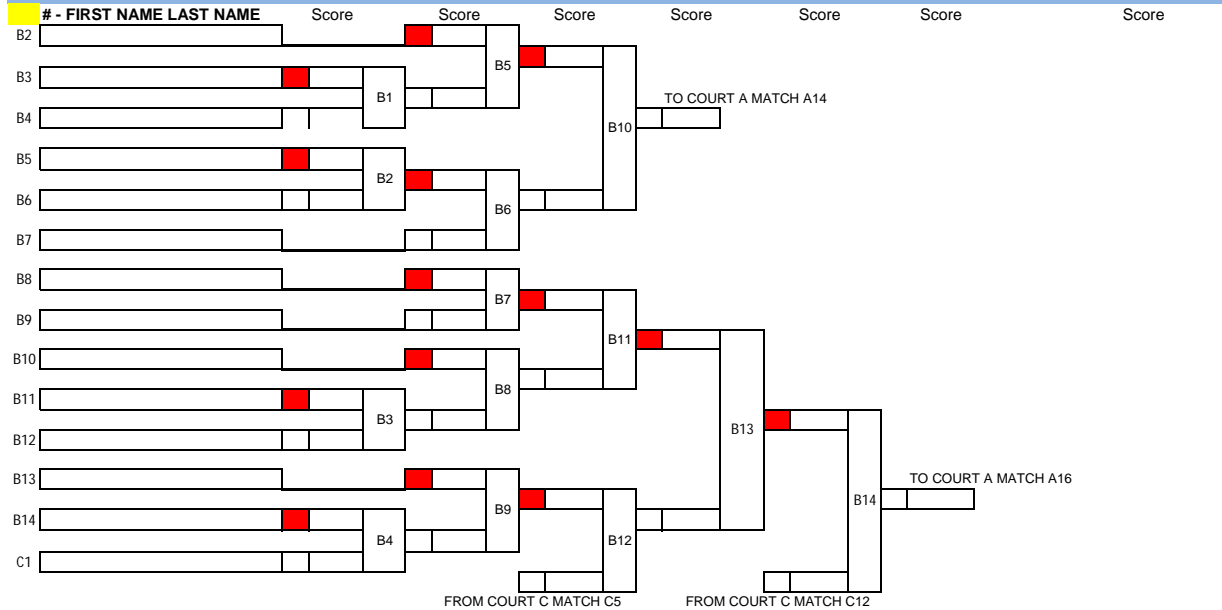 # - FIRST NAME LAST NAME Score Score Score Score Score Score Score
B2
B5
B3
B1
TO COURT A MATCH A14
B4
B10
B5
B2
B6
B6
B7
B8
B7
B9
B11
B10
B8
B11
B3
B12
B13
B13
TO COURT A MATCH A16
B14
B9
B14
B4
B12
C1
FROM COURT C MATCH C5 FROM COURT C MATCH C12